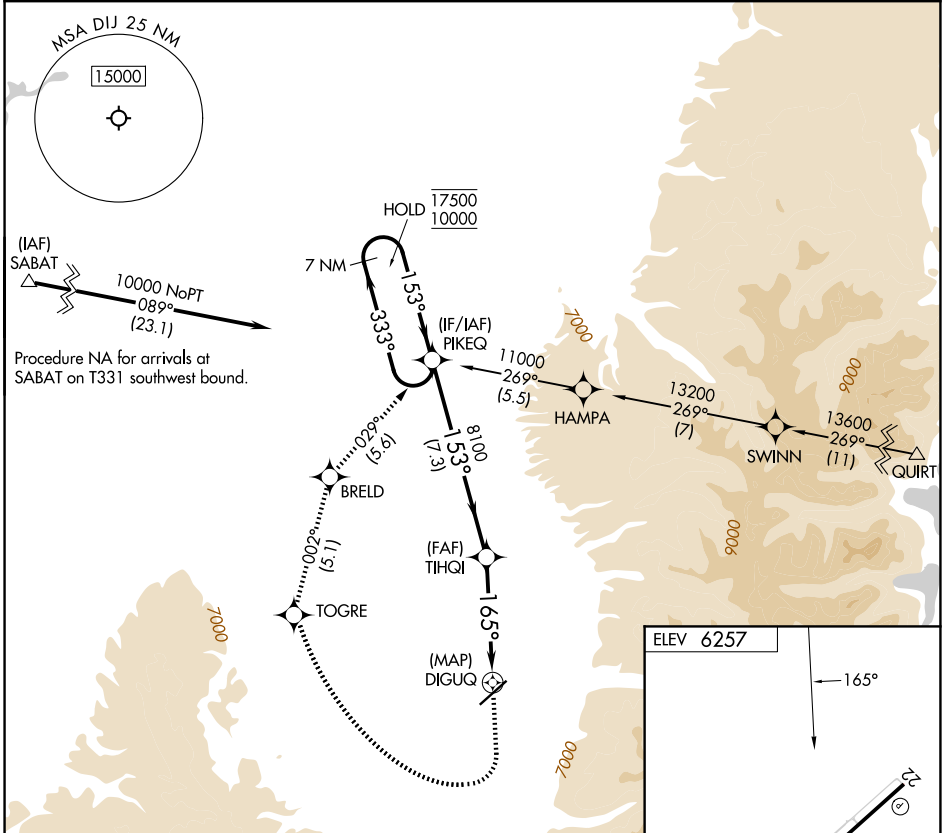 MSA DIJ 25 NM
15000
HOLD
17500
10000
7 NM
153°
333°
(IAF)
SABAT
10000 NoPT
089°
(23.1)
Procedure NA for arrivals at
SABAT on T331 southwest bound.
(IF/IAF)
PIKEQ
11000
269°
(5.5)
HAMPA
7000
13200
269°
(7)
SWINN
9000
13600
269°
(11)
QUIRT
029°
(5.6)
BRELD
8100
153°
(7.3)
002°
(5.1)
9000
(FAF)
TIHQI
TOGRE
7000
165°
(MAP)
DIGUQ
7000
ELEV 6257
165°
22
P